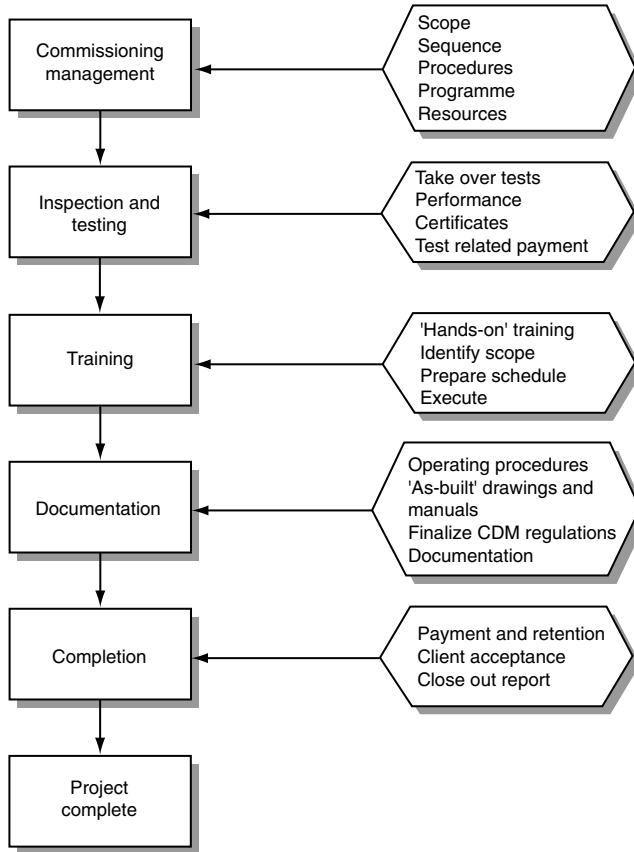 Commissioning
management
Scope
Sequence
Procedures
Programme
Resources
Inspection and
testing
Take over tests
Performance
Certificates
Test related payment
Training
'Hands-on' training
Identify scope
Prepare schedule
Execute
Documentation
Operating procedures
'As-built' drawings and
manuals
Finalize CDM regulations
Documentation
Completion
Payment and retention
Client acceptance
Close out report
Project
complete